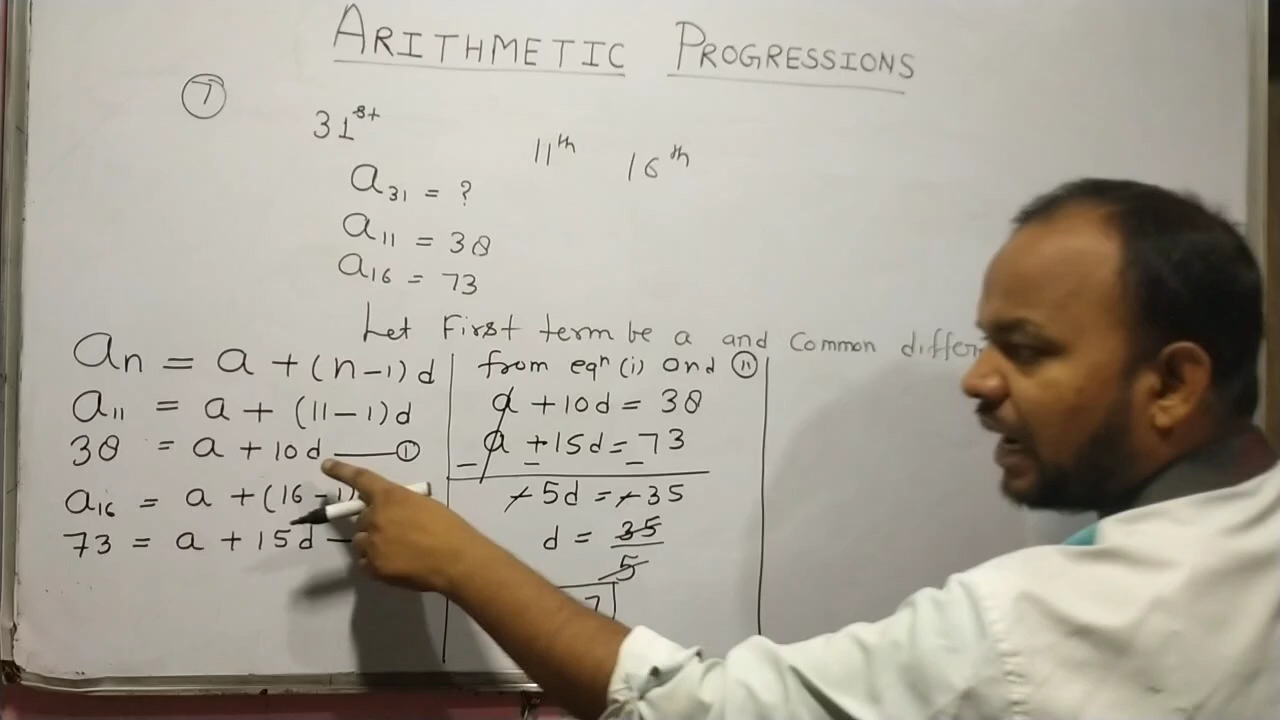 ARITHMETIC PROGRESSIONS
7
31st
11th 16th
a31 = ?
a11 = 38
a16 = 73
Let First term be a and Common differ
an = a + (n-1)d
a11 = a + (11-1)d
38 = a + 10d ①
a16 = a + (16-1)
73 = a + 15d
from eqn (i) and ⑪
a + 10d = 38
a + 15d = 73
- - -
-5d = -35
d = 35/5
7